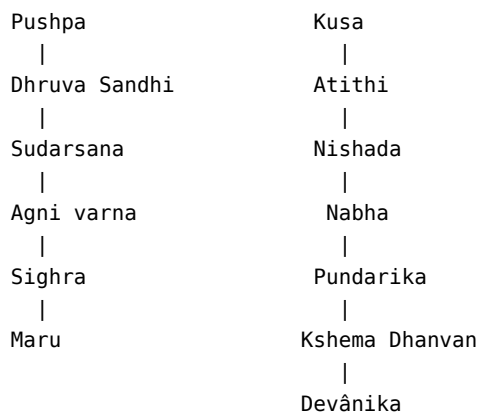 Pushpa Kusa
| |
Dhruva Sandhi Atithi
| |
Sudarsana Nishada
| |
Agni varna Nabha
| |
Sighra Pundarika
| |
Maru Kshema Dhanvan
|
Devânika